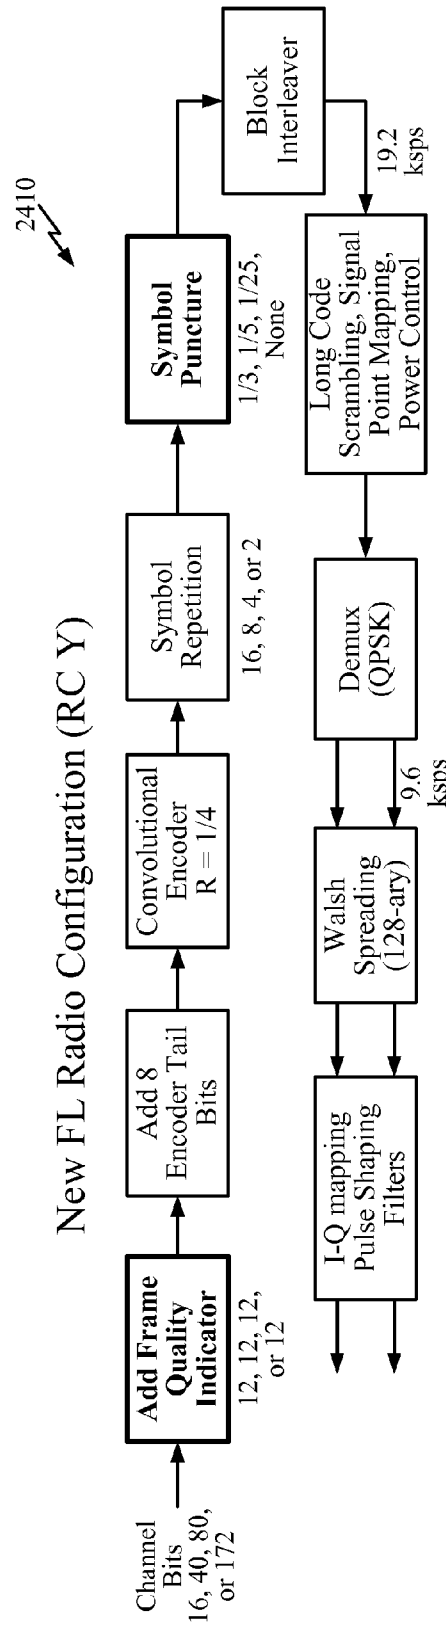 2410
New FL Radio Configuration (RC Y)
Channel
Bits
16, 40, 80,
or 172
Add Frame
Quality
Indicator
12, 12, 12,
or 12
Add 8
Encoder Tail
Bits
Convolutional
Encoder
R = 1/4
Symbol
Repetition
16, 8, 4, or 2
Symbol
Puncture
1/3, 1/5, 1/25,
None
Block
Interleaver
19.2
ksps
Long Code
Scrambling, Signal
Point Mapping,
Power Control
Demux
(QPSK)
9.6
ksps
Walsh
Spreading
(128-ary)
I-Q mapping
Pulse Shaping
Filters